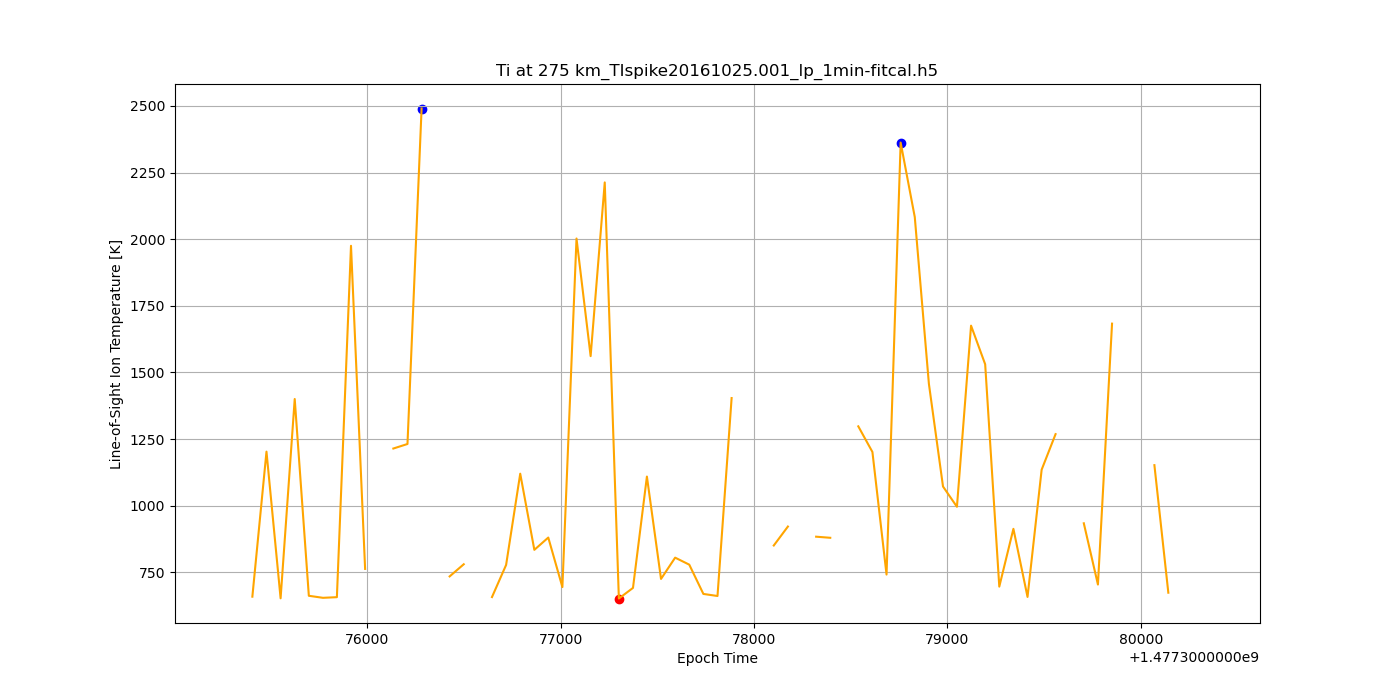 Ti at 275 km_TIspike20161025.001_lp_1min-fitcal.h5
Line-of-Sight Ion Temperature [K]
2500
2250
2000
1750
1500
1250
1000
750
76000 77000 78000 79000 80000
Epoch Time
+1.4773000000e9